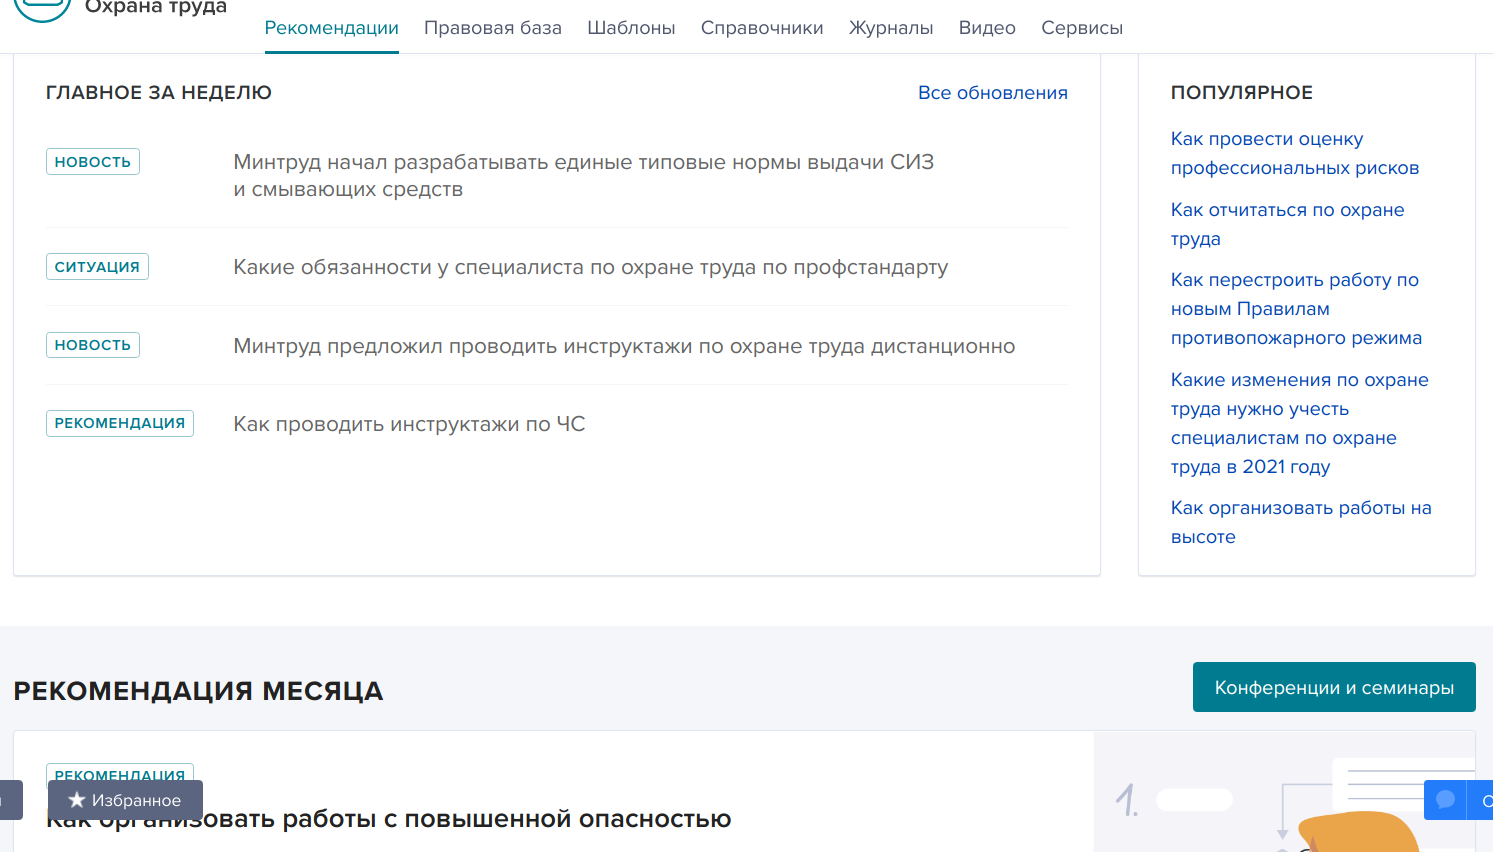 Охрана труда
Рекомендации
Правовая база
Шаблоны
Справочники
Журналы
Видео
Сервисы
ГЛАВНОЕ ЗА НЕДЕЛЮ
Все обновления
НОВОСТЬ
Минтруд начал разрабатывать единые типовые нормы выдачи СИЗ
и смывающих средств
СИТУАЦИЯ
Какие обязанности у специалиста по охране труда по профстандарту
НОВОСТЬ
Минтруд предложил проводить инструктажи по охране труда дистанционно
РЕКОМЕНДАЦИЯ
Как проводить инструктажи по ЧС
ПОПУЛЯРНОЕ
Как провести оценку
профессиональных рисков
Как отчитаться по охране
труда
Как перестроить работу по
новым Правилам
противопожарного режима
Какие изменения по охране
труда нужно учесть
специалистам по охране
труда в 2021 году
Как организовать работы на
высоте
РЕКОМЕНДАЦИЯ МЕСЯЦА
Конференции и семинары
РЕКОМЕНДАЦИЯ
Избранное
Как организовать работы с повышенной опасностью
1.